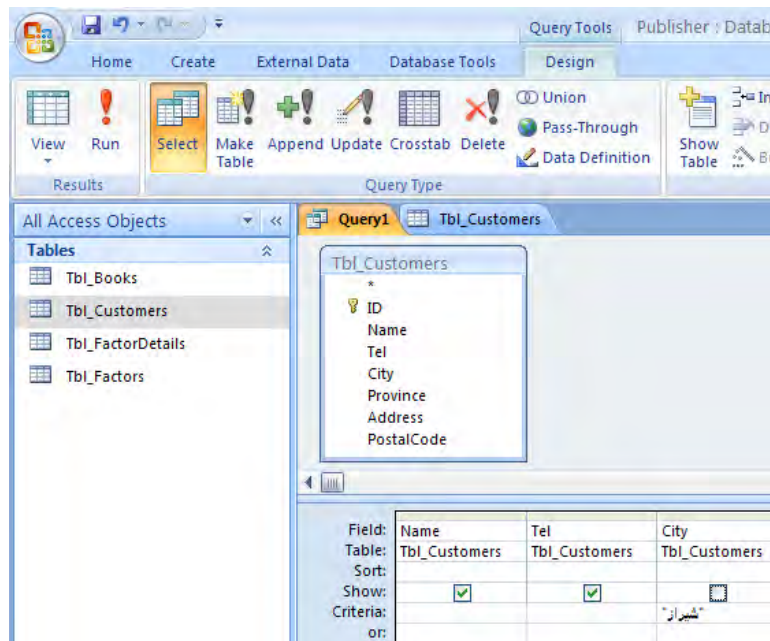 Query Tools Publisher : Datab
Home Create External Data Database Tools Design
View Run Select Make Table Append Update Crosstab Delete
Union
Pass-Through
Data Definition
Show Table
In
D
B
Results Query Type
All Access Objects
Query1 Tbl_Customers
Tables
Tbl_Books
Tbl_Customers
Tbl_FactorDetails
Tbl_Factors
Tbl_Customers
*
ID
Name
Tel
City
Province
Address
PostalCode
Field: Name Tel City
Table: Tbl_Customers Tbl_Customers Tbl_Customers
Sort:
Show:
Criteria: "شیراز"
or: